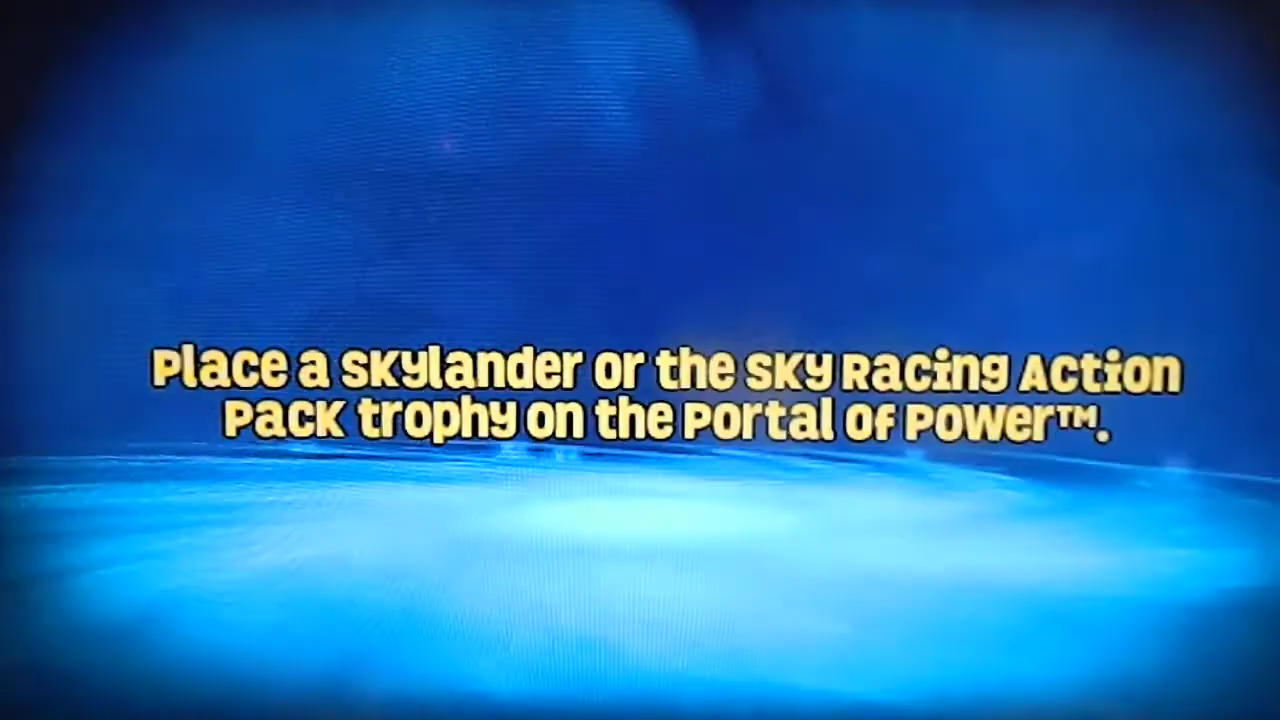 Place a Skylander or the Sky Racing Action
Pack trophy on the Portal of Power™.